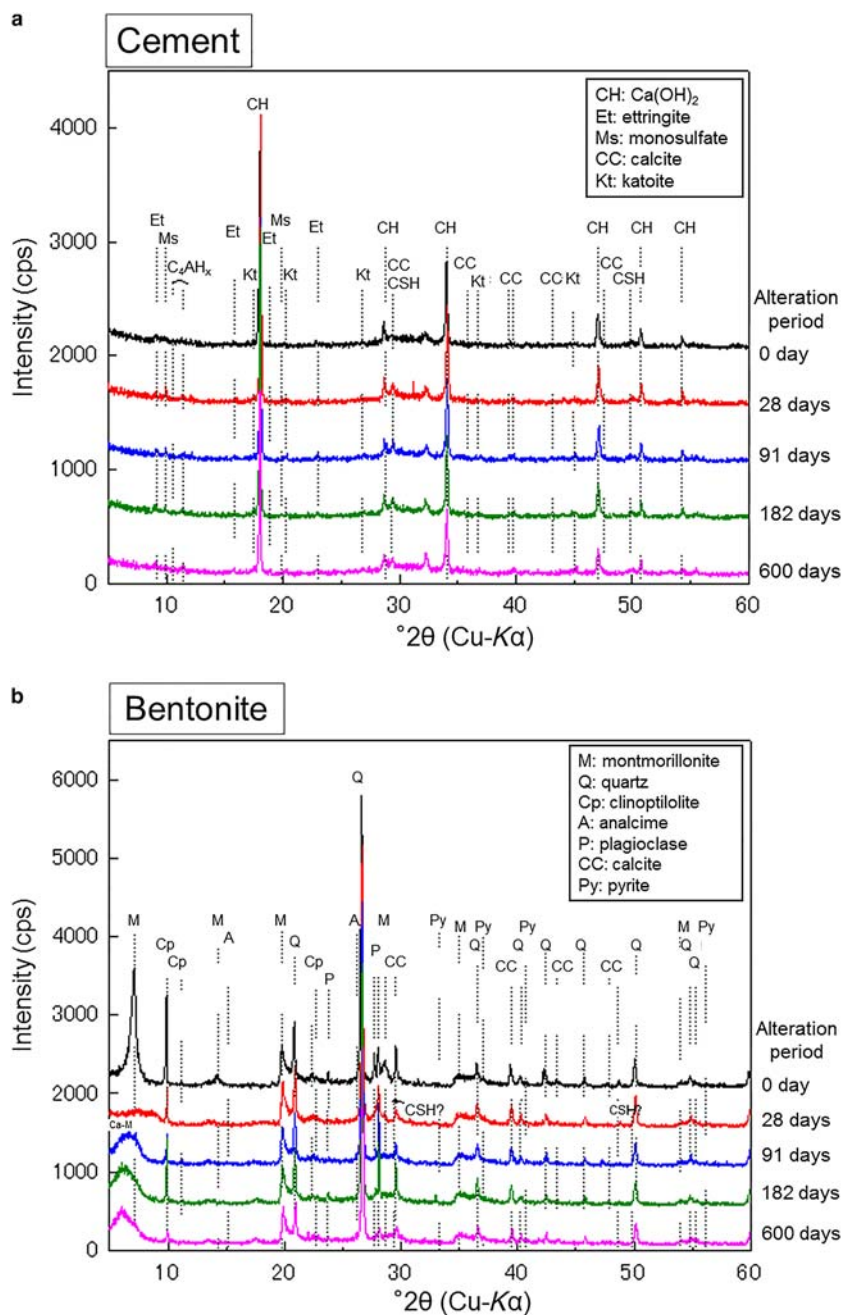 a
Cement
CH: Ca(OH)₂
Et: ettringite
Ms: monosulfate
CC: calcite
Kt: katoite
Intensity (cps)
4000
3000
2000
1000
0
CH
Et
Ms
C₄AHₓ
Et
Kt
Et
Ms
Kt
Et
Kt
CH
CC
CSH
CH
CC
Kt
CC
CC
Kt
CH
CC
CSH
CH
CH
Alteration
period
0 day
28 days
91 days
182 days
600 days
10 20 30 40 50 60
°2θ (Cu-Kα)
b
Bentonite
M: montmorillonite
Q: quartz
Cp: clinoptilolite
A: analcime
P: plagioclase
CC: calcite
Py: pyrite
Intensity (cps)
6000
5000
4000
3000
2000
1000
0
Q
M
Cp
Cp
M
A
M
Q
Cp
P
A
P
M
CC
Py
M
Q
Py
CC
Q
Py
Q
CC
Q
CC
Q
M
Q
Q
Py
Alteration
period
0 day
28 days
91 days
182 days
600 days
Ca-M
CSH?
CSH?
10 20 30 40 50 60
°2θ (Cu-Kα)